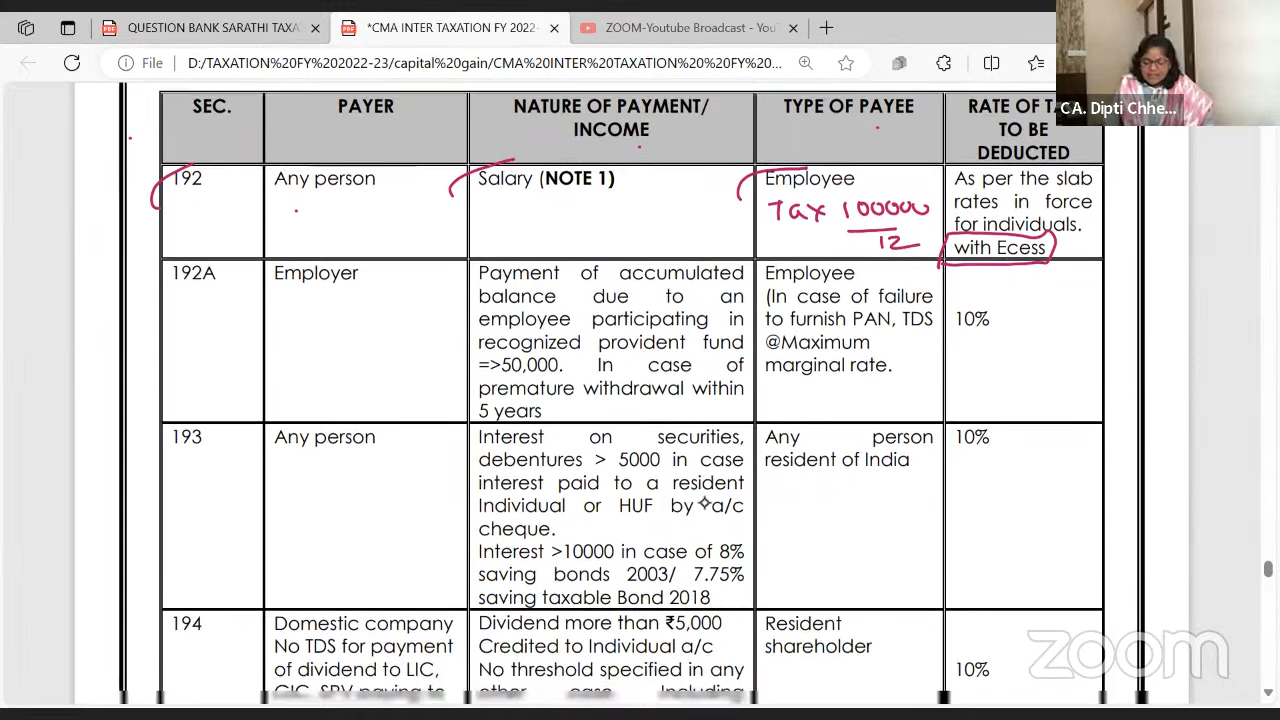 QUESTION BANK SARATHI TAXAT
*CMA INTER TAXATION FY 2022-
ZOOM-Youtube Broadcast - You
File
D:/TAXATION%20FY%202022-23/capital%20gain/CMA%20INTER%20TAXATION%20%20FY%20...
C A. Dipti Chhe...
SEC.
PAYER
NATURE OF PAYMENT/
INCOME
TYPE OF PAYEE
RATE OF T
TO BE
DEDUCTED
192
Any person
Salary (NOTE 1)
Employee
Tax 100000
12
As per the slab
rates in force
for individuals.
with Ecess
192A
Employer
Payment of accumulated
balance due to an
employee participating in
recognized provident fund
=>50,000. In case of
premature withdrawal within
5 years
Employee
(In case of failure
to furnish PAN, TDS
@Maximum
marginal rate.
10%
193
Any person
Interest on securities,
debentures > 5000 in case
interest paid to a resident
Individual or HUF by a/c
cheque.
Interest >10000 in case of 8%
saving bonds 2003/ 7.75%
saving taxable Bond 2018
Any person
resident of India
10%
194
Domestic company
No TDS for payment
of dividend to LIC,
GIC, SPV paying to
Dividend more than ₹5,000
Credited to Individual a/c
No threshold specified in any
other case Including
Resident
shareholder
10%
zoom